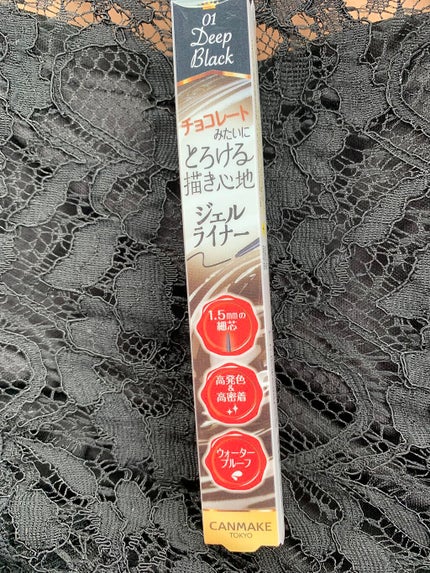 01
Deep
Black
チョコレート
みたいに
とろける
描き心地
ジェル
ライナー
1.5mmの
細芯
高発色
&
高密着
ウォーター
プルーフ
CANMAKE
TOKYO